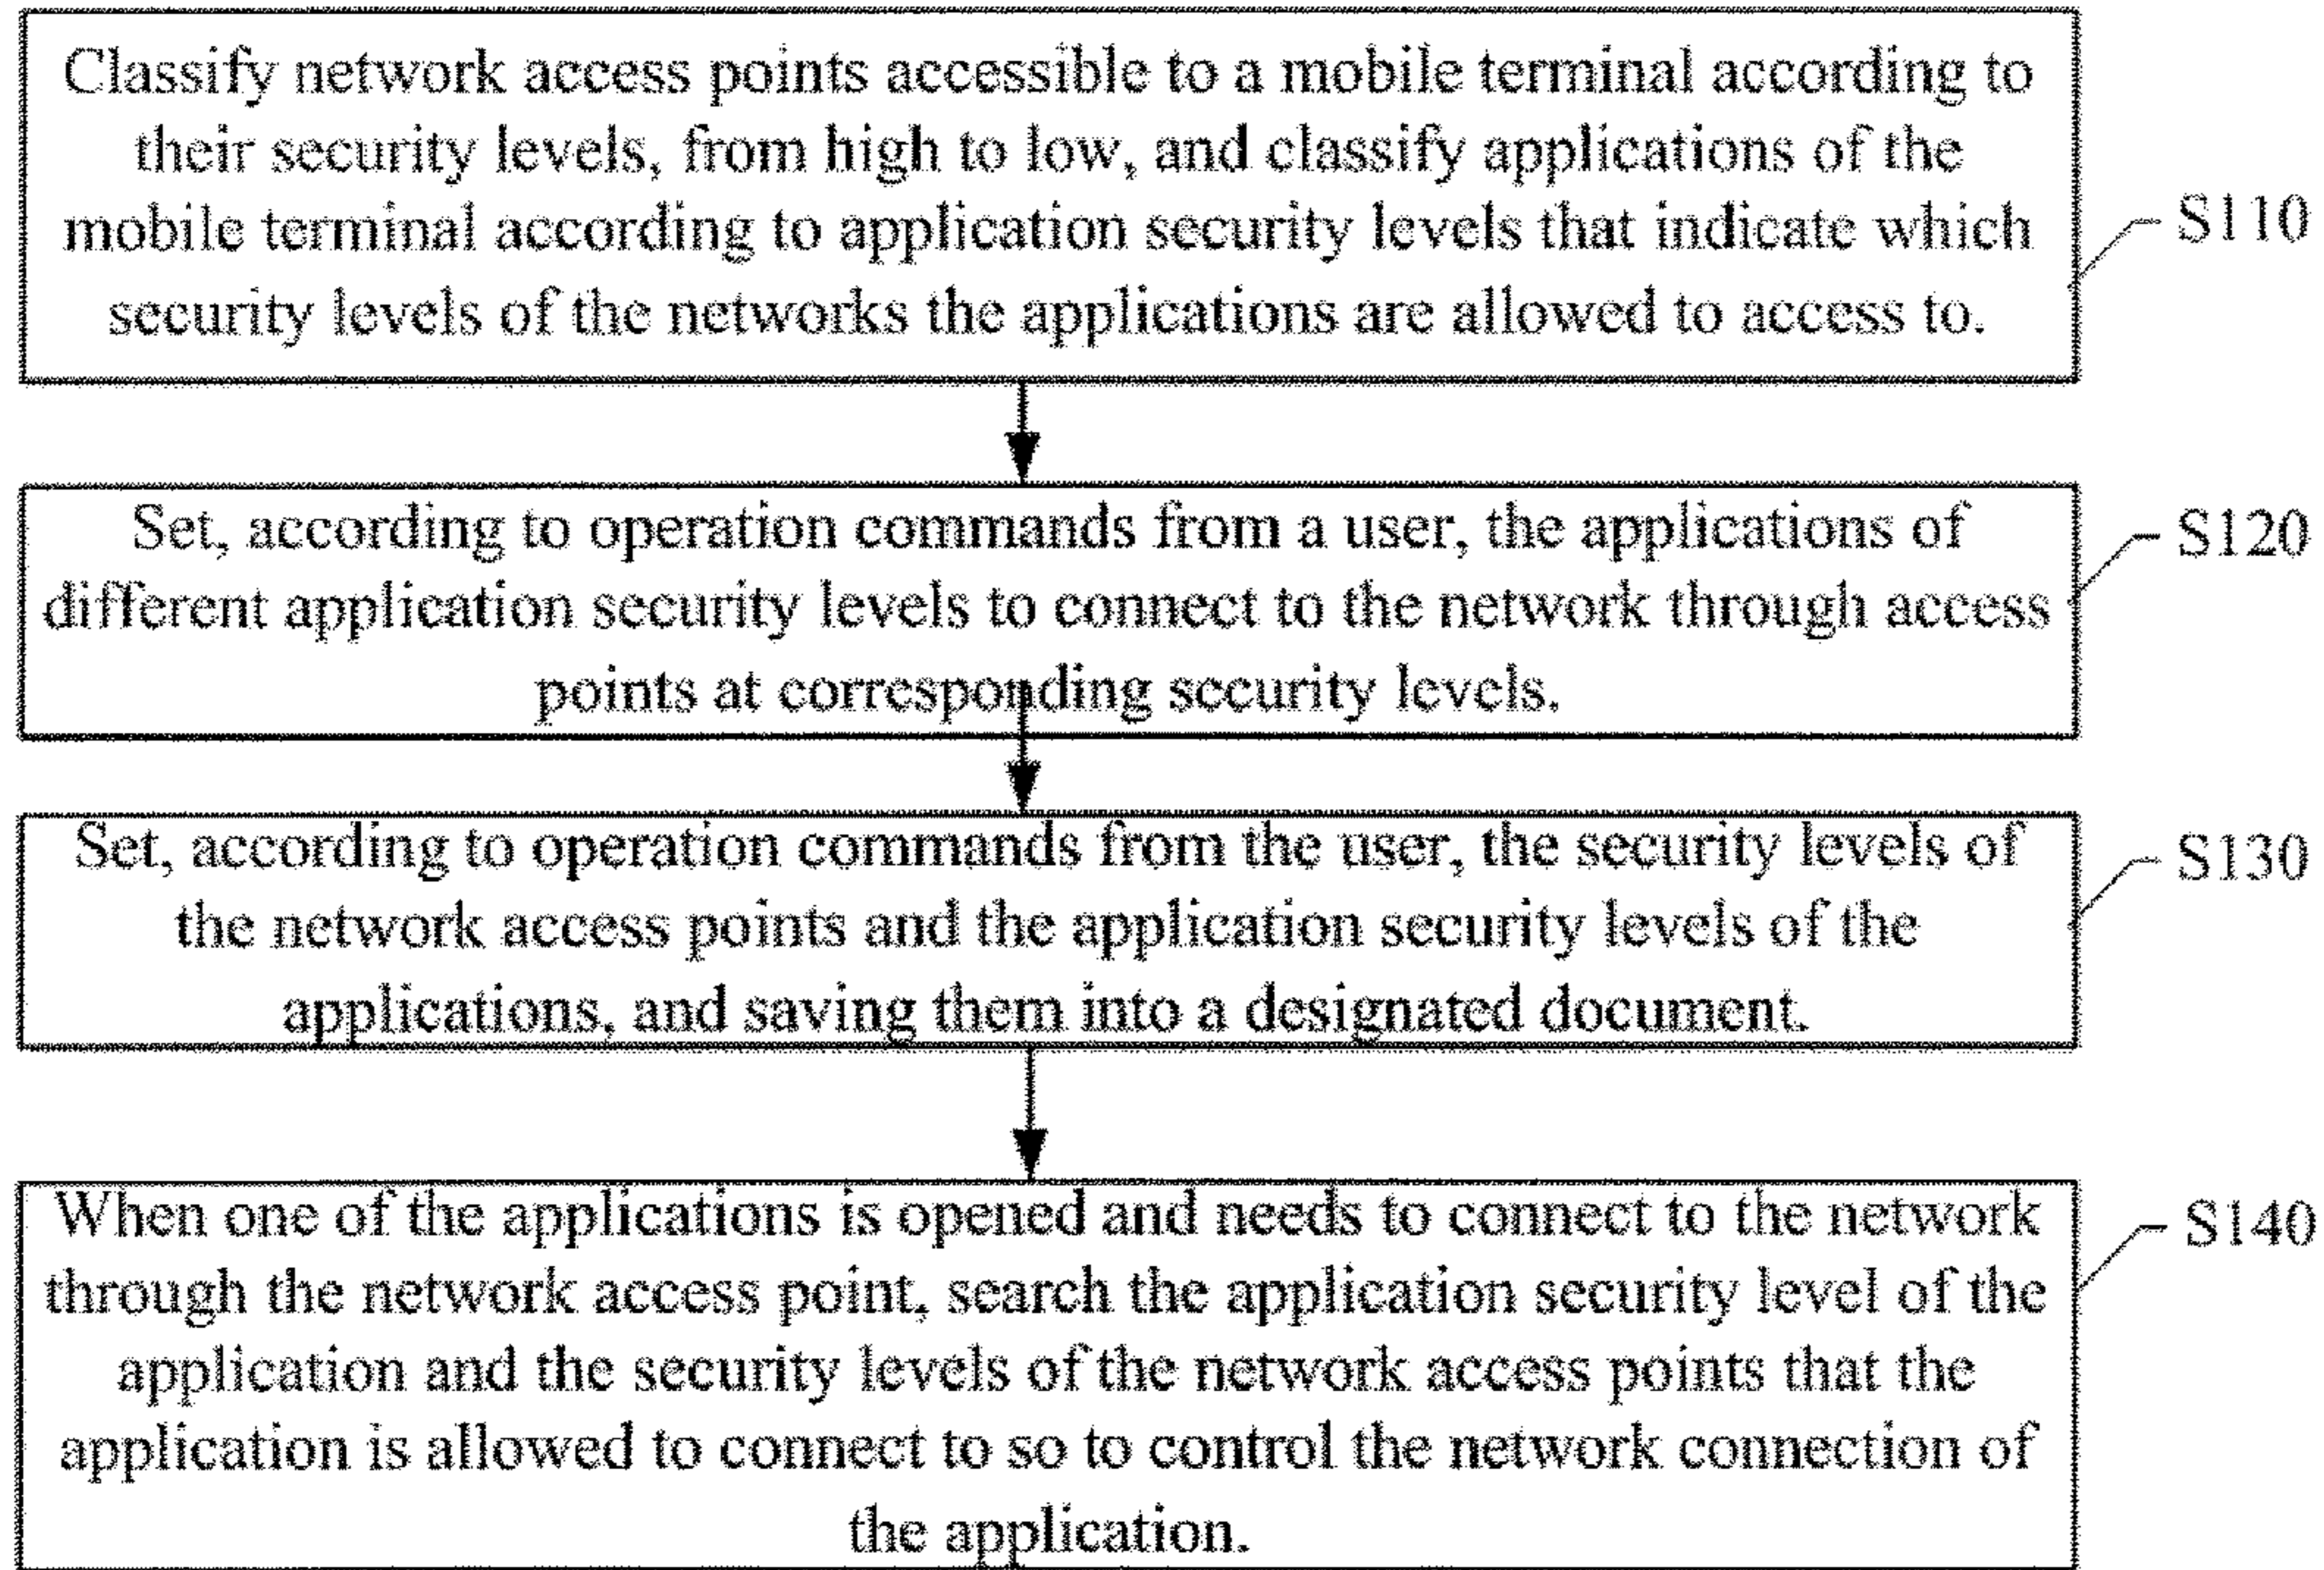 Classify network access points accessible to a mobile terminal according to
their security levels, from high to low, and classify applications of the
mobile terminal according to application security levels that indicate which
security levels of the networks the applications are allowed to access to.
S110
Set, according to operation commands from a user, the applications of
different application security levels to connect to the network through access
points at corresponding security levels.
S120
Set, according to operation commands from the user, the security levels of
the network access points and the application security levels of the
applications, and saving them into a designated document.
S130
When one of the applications is opened and needs to connect to the network
through the network access point, search the application security level of the
application and the security levels of the network access points that the
application is allowed to connect to so to control the network connection of
the application.
S140